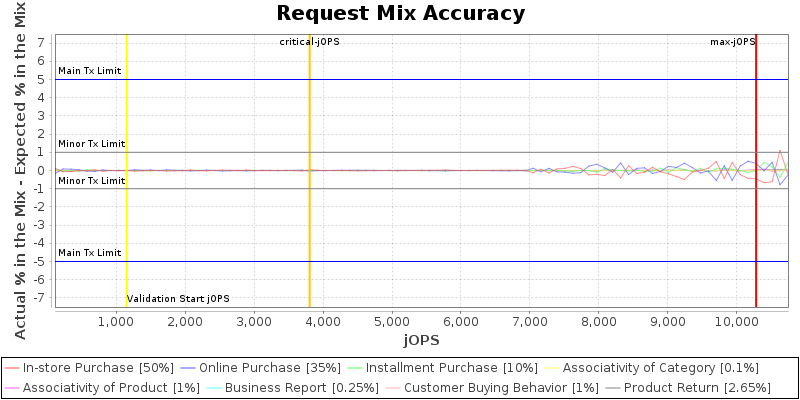 Request Mix Accuracy
Actual % in the Mix - Expected % in the Mix
critical-jOPS
max-jOPS
7
6
Main Tx Limit
5
4
3
2
Minor Tx Limit
1
0
Minor Tx Limit
-1
-2
-3
-4
Main Tx Limit
-5
-6
Validation Start jOPS
-7
1,000 2,000 3,000 4,000 5,000 6,000 7,000 8,000 9,000 10,000
jOPS
In-store Purchase [50%] Online Purchase [35%] Installment Purchase [10%] Associativity of Category [0.1%]
Associativity of Product [1%] Business Report [0.25%] Customer Buying Behavior [1%] Product Return [2.65%]